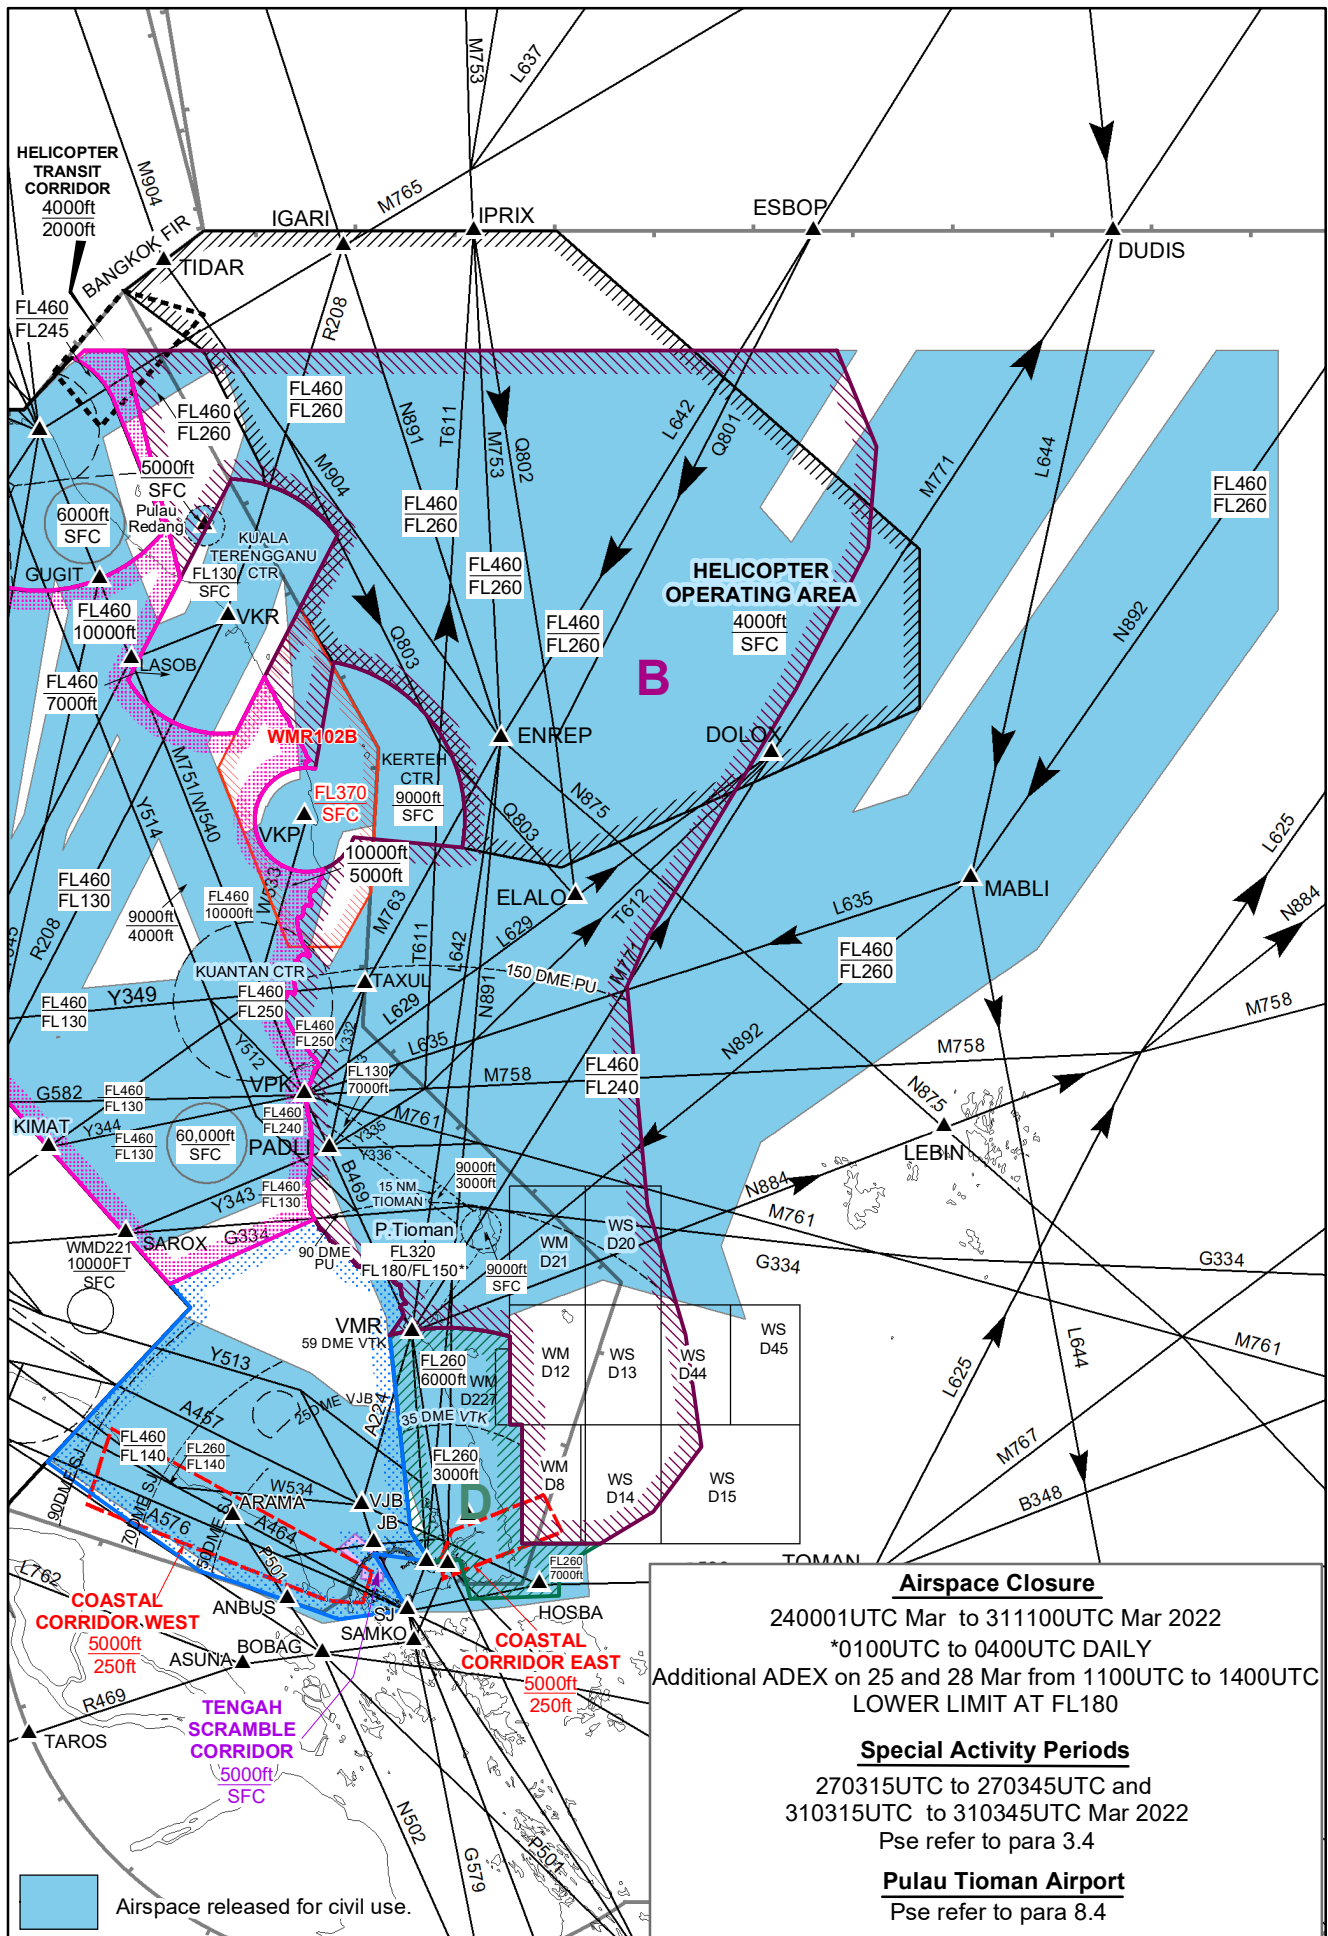 M753
L637
HELICOPTER
TRANSIT
CORRIDOR
4000ft
2000ft
M904
M765
BANGKOK FIR
TIDAR
IGARI
IPRIX
ESBOP
DUDIS
FL460
FL245
R208
FL460
FL260
FL460
FL260
N891
T611
M753
Q802
L642
Q801
M771
L644
FL460
FL260
5000ft
SFC
Pulau
Redang
6000ft
SFC
M904
FL460
FL260
KUALA
TERENGGANU
CTR
FL130
SFC
GUGIT
FL460
10000ft
VKR
LASOB
FL460
7000ft
FL460
FL260
HELICOPTER
OPERATING AREA
4000ft
SFC
FL460
FL260
B
N892
Q803
WMR102B
ENREP
DOLOX
KERTEH
CTR
9000ft
SFC
FL370
SFC
VKP
M751/W540
Y514
N875
Q803
10000ft
5000ft
W533
FL460
FL130
9000ft
4000ft
FL460
10000ft
M763
ELALO
L629
T612
L635
MABLI
L625
N884
R208
KUANTAN CTR
TAXUL
T611
L642
N891
150 DME PU
M771
FL460
FL260
FL460
FL130
Y349
FL460
FL250
FL460
FL250
Y332
L629
L635
N892
M758
M758
M758
Y512
VPK
FL130
7000ft
FL460
FL240
G582
FL460
FL130
KIMAT
Y344
FL460
FL130
60,000ft
SFC
FL460
FL240
PADLI
Y335
Y336
M761
B469
N875
LEBIN
9000ft
3000ft
15 NM
TIOMAN
Y343
FL460
FL130
G334
SAROX
P Tioman
90 DME
PU
FL320
FL180/FL150*
9000ft
SFC
WM
D21
WS
D20
N884
M761
G334
G334
WMD221
10000FT
SFC
VMR
59 DME VTK
FL260
6000ft
WM
D227
WM
D12
WS
D13
WS
D44
WS
D45
L644
M761
Y513
A457
25DME VJB
A224
35 DME VTK
L625
FL460
FL140
FL260
FL140
FL260
3000ft
WM
D8
WS
D14
WS
D15
M767
B348
90DME SJ
70DME SJ
50DME SJ
W534
ARAMA
VJB
JB
D
A576
A464
P501
L762
COASTAL
CORRIDOR WEST
5000ft
250ft
ANBUS
SJ
SAMKO
FL260
7000ft
HOSBA
TOMAN
ASUNA
BOBAG
COASTAL
CORRIDOR EAST
5000ft
250ft
R469
TAROS
TENGAH
SCRAMBLE
CORRIDOR
5000ft
SFC
N502
G579
P501
Airspace released for civil use.
Airspace Closure
240001UTC Mar to 311100UTC Mar 2022
*0100UTC to 0400UTC DAILY
Additional ADEX on 25 and 28 Mar from 1100UTC to 1400UTC
LOWER LIMIT AT FL180
Special Activity Periods
270315UTC to 270345UTC and
310315UTC to 310345UTC Mar 2022
Pse refer to para 3.4
Pulau Tioman Airport
Pse refer to para 8.4